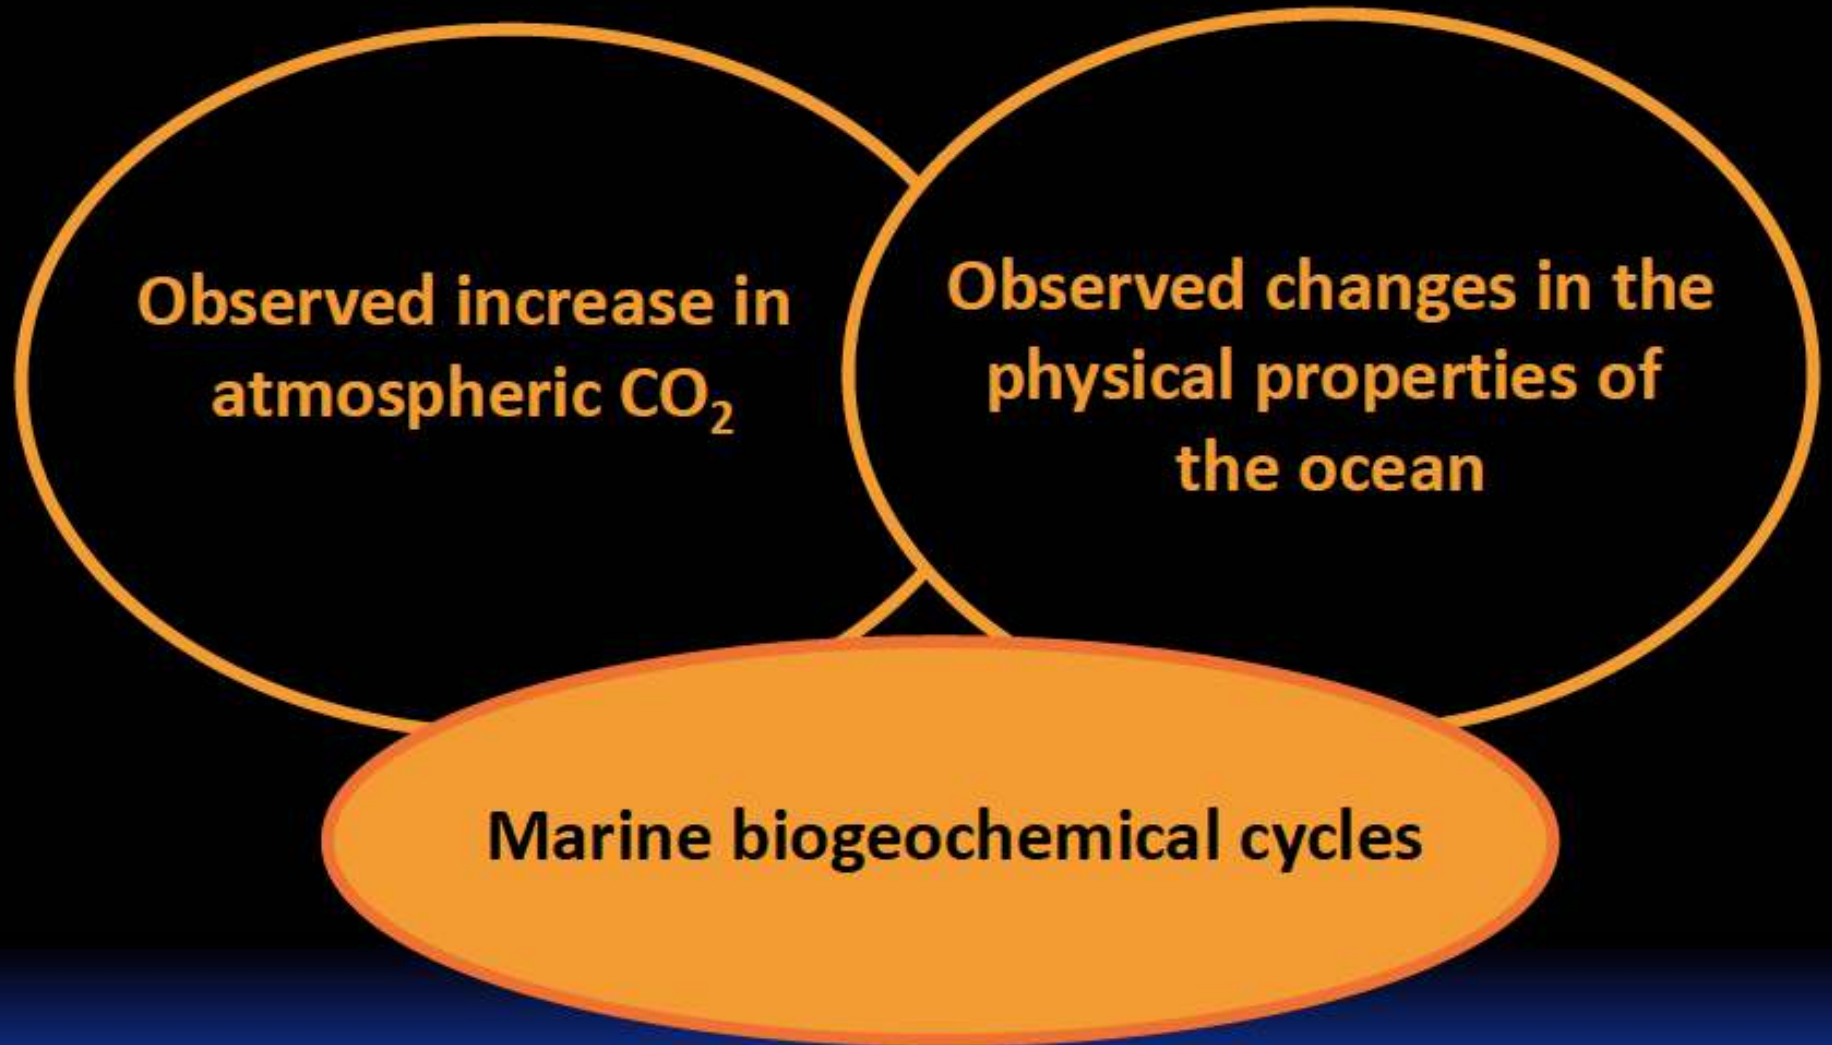 Observed increase in
atmospheric CO₂
Observed changes in the
physical properties of
the ocean
Marine biogeochemical cycles